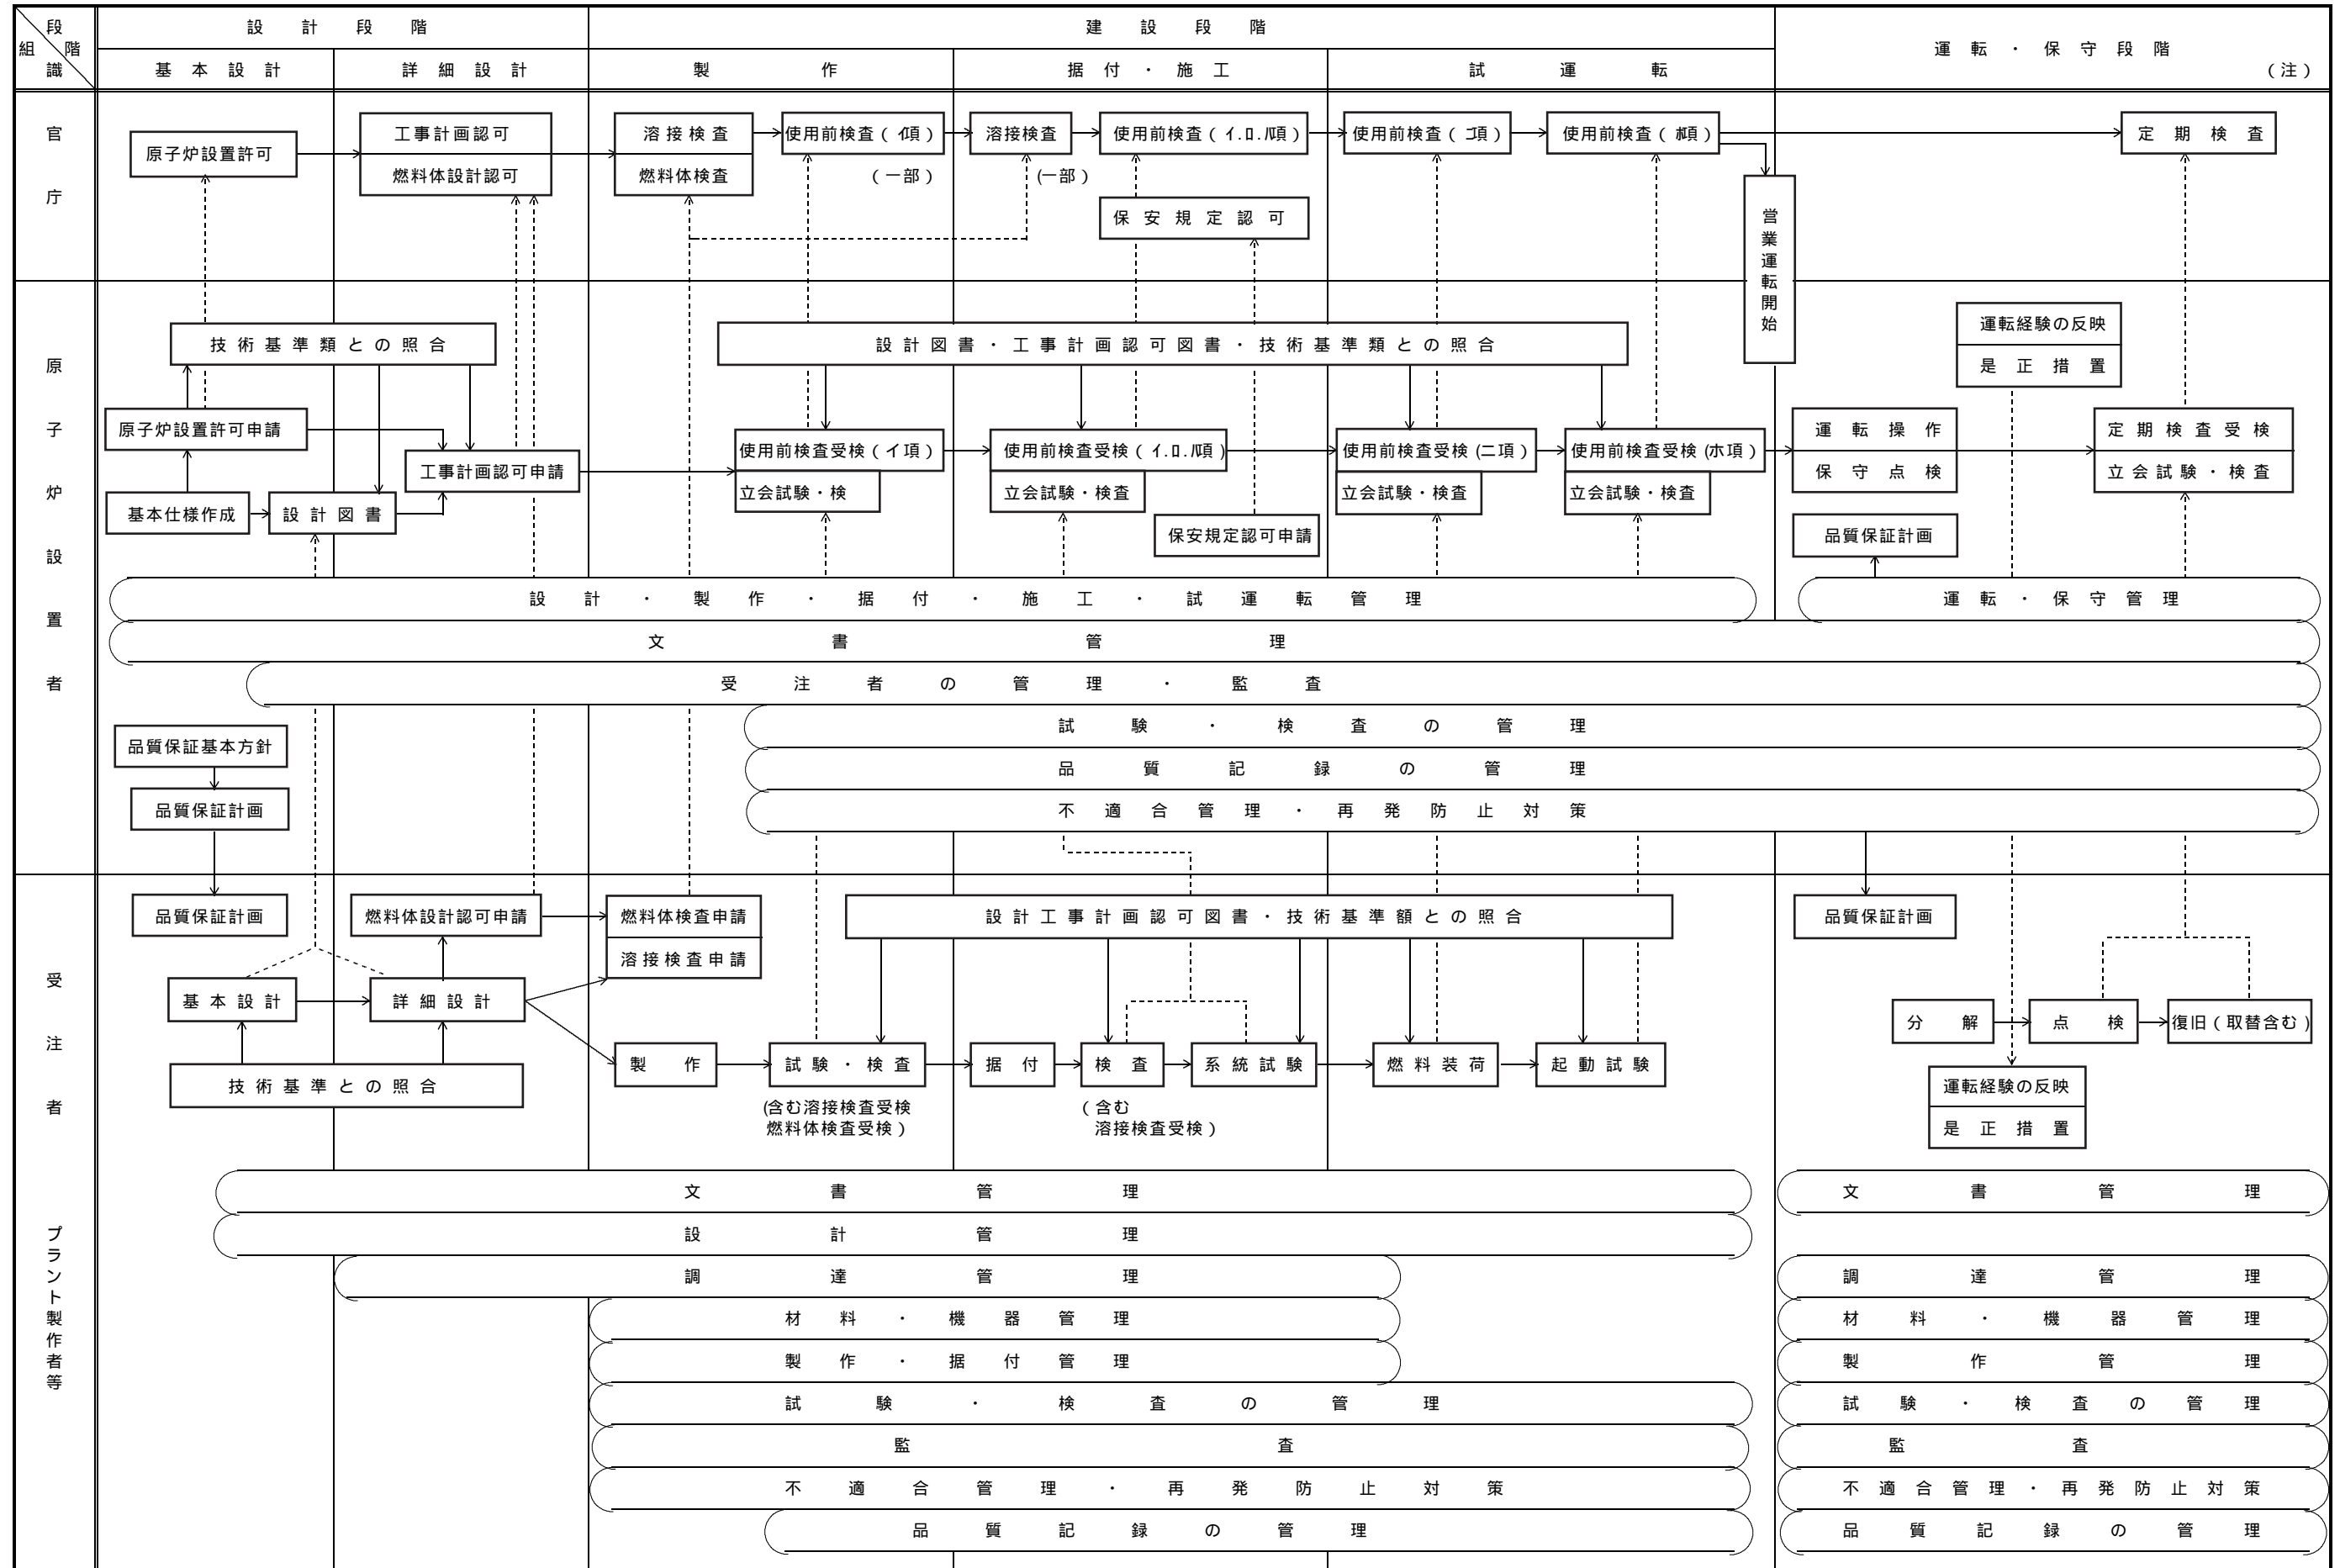 段階
組識
設計段階
建設段階
運転・保守段階
(注)
基本設計
詳細設計
製作
据付・施工
試運転
官庁
原子炉設置許可
工事計画認可
燃料体設計認可
溶接検査
燃料体検査
使用前検査(イ項)
(一部)
溶接検査
(一部)
使用前検査(イ.ロ.ハ項)
保安規定認可
使用前検査(ニ項)
使用前検査(ホ項)
営業運転開始
定期検査
原子炉設置者
技術基準類との照合
設計図書・工事計画認可図書・技術基準類との照合
運転経験の反映
是正措置
原子炉設置許可申請
工事計画認可申請
基本仕様作成
設計図書
使用前検査受検(イ項)
立会試験・検
使用前検査受検(イ.ロ.ハ項)
立会試験・検査
保安規定認可申請
使用前検査受検(二項)
立会試験・検査
使用前検査受検(ホ項)
立会試験・検査
運転操作
保守点検
定期検査受検
立会試験・検査
品質保証計画
設計・製作・据付・施工・試運転管理
運転・保守管理
文書管理
受注者の管理・監査
試験・検査の管理
品質記録の管理
不適合管理・再発防止対策
品質保証基本方針
品質保証計画
受注者
プラント製作者等
品質保証計画
燃料体設計認可申請
燃料体検査申請
溶接検査申請
設計工事計画認可図書・技術基準額との照合
品質保証計画
基本設計
詳細設計
技術基準との照合
製作
試験・検査
(含む溶接検査受検
燃料体検査受検)
据付
検査
(含む
溶接検査受検)
系統試験
燃料装荷
起動試験
分解
点検
復旧(取替含む)
運転経験の反映
是正措置
文書管理
文書管理
設計管理
調達管理
調達管理
材料・機器管理
材料・機器管理
製作・据付管理
製作管理
試験・検査の管理
試験・検査の管理
監査
監査
不適合管理・再発防止対策
不適合管理・再発防止対策
品質記録の管理
品質記録の管理